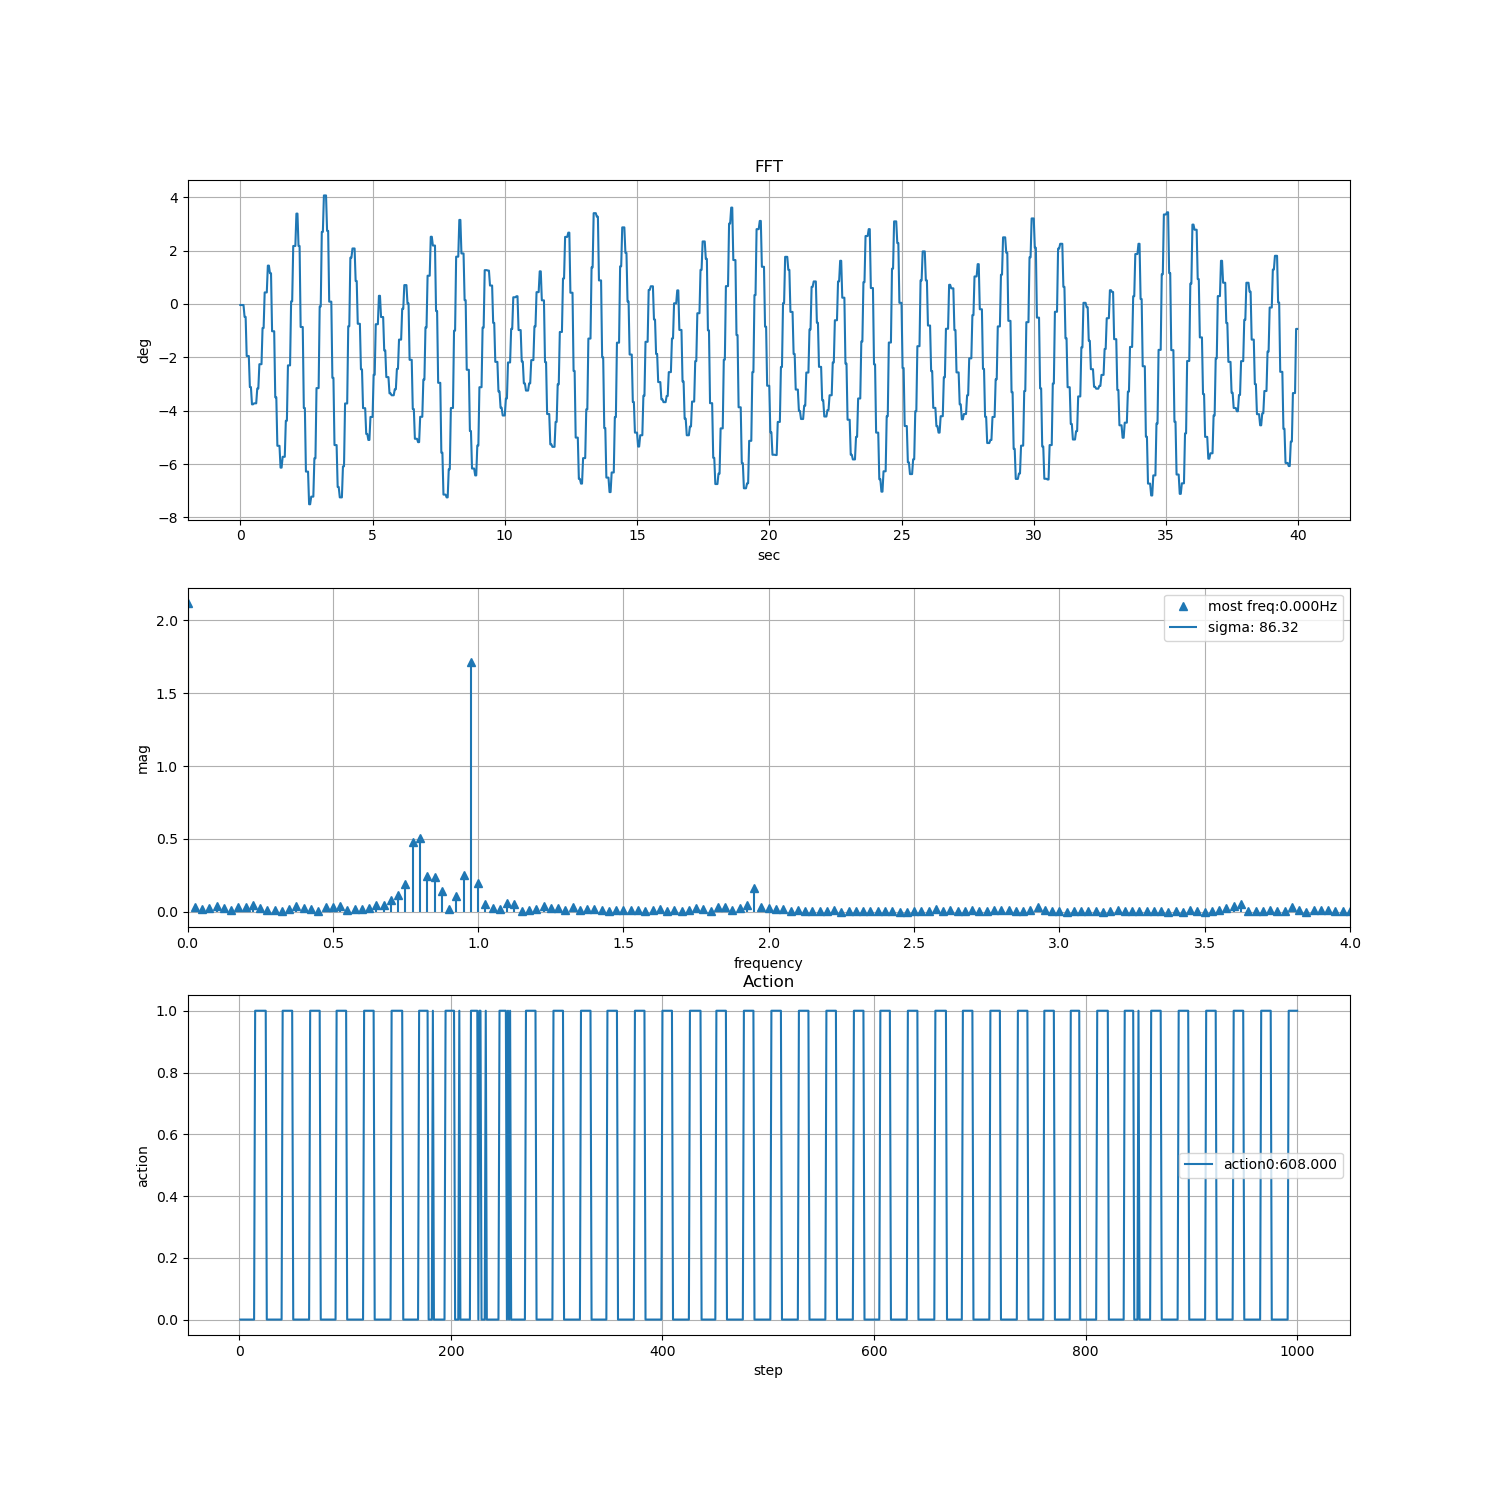 FFT
4
2
0
−2
−4
−6
−8
deg
0 5 10 15 20 25 30 35 40
sec
most freq:0.000Hz
sigma: 86.32
2.0
1.5
1.0
0.5
0.0
mag
0.0 0.5 1.0 1.5 2.0 2.5 3.0 3.5 4.0
frequency
Action
1.0
0.8
0.6
0.4
0.2
0.0
action
action0:608.000
0 200 400 600 800 1000
step